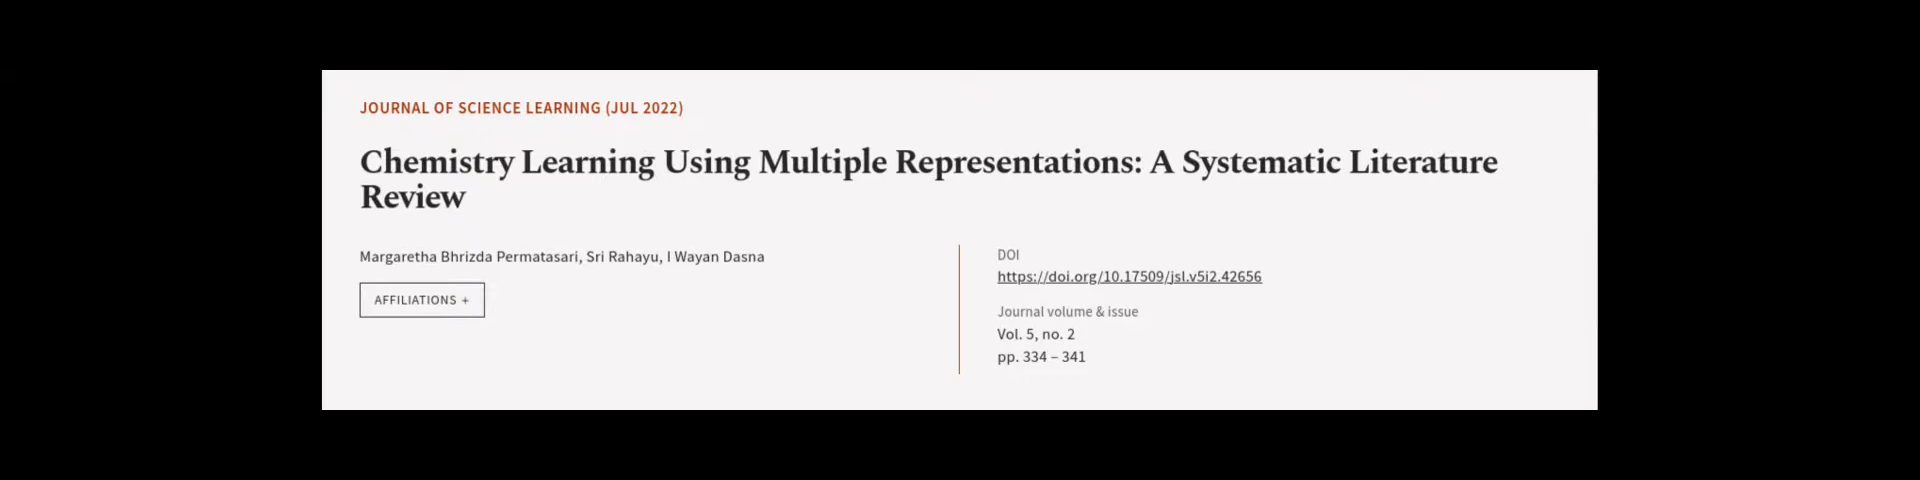 JOURNAL OF SCIENCE LEARNING (JUL 2022)
Chemistry Learning Using Multiple Representations: A Systematic Literature
Review
Margaretha Bhrizda Permatasari, Sri Rahayu, I Wayan Dasna
AFFILIATIONS +
DOI
https://doi.org/10.17509/jsl.v5i2.42656
Journal volume & issue
Vol. 5, no. 2
pp. 334 – 341